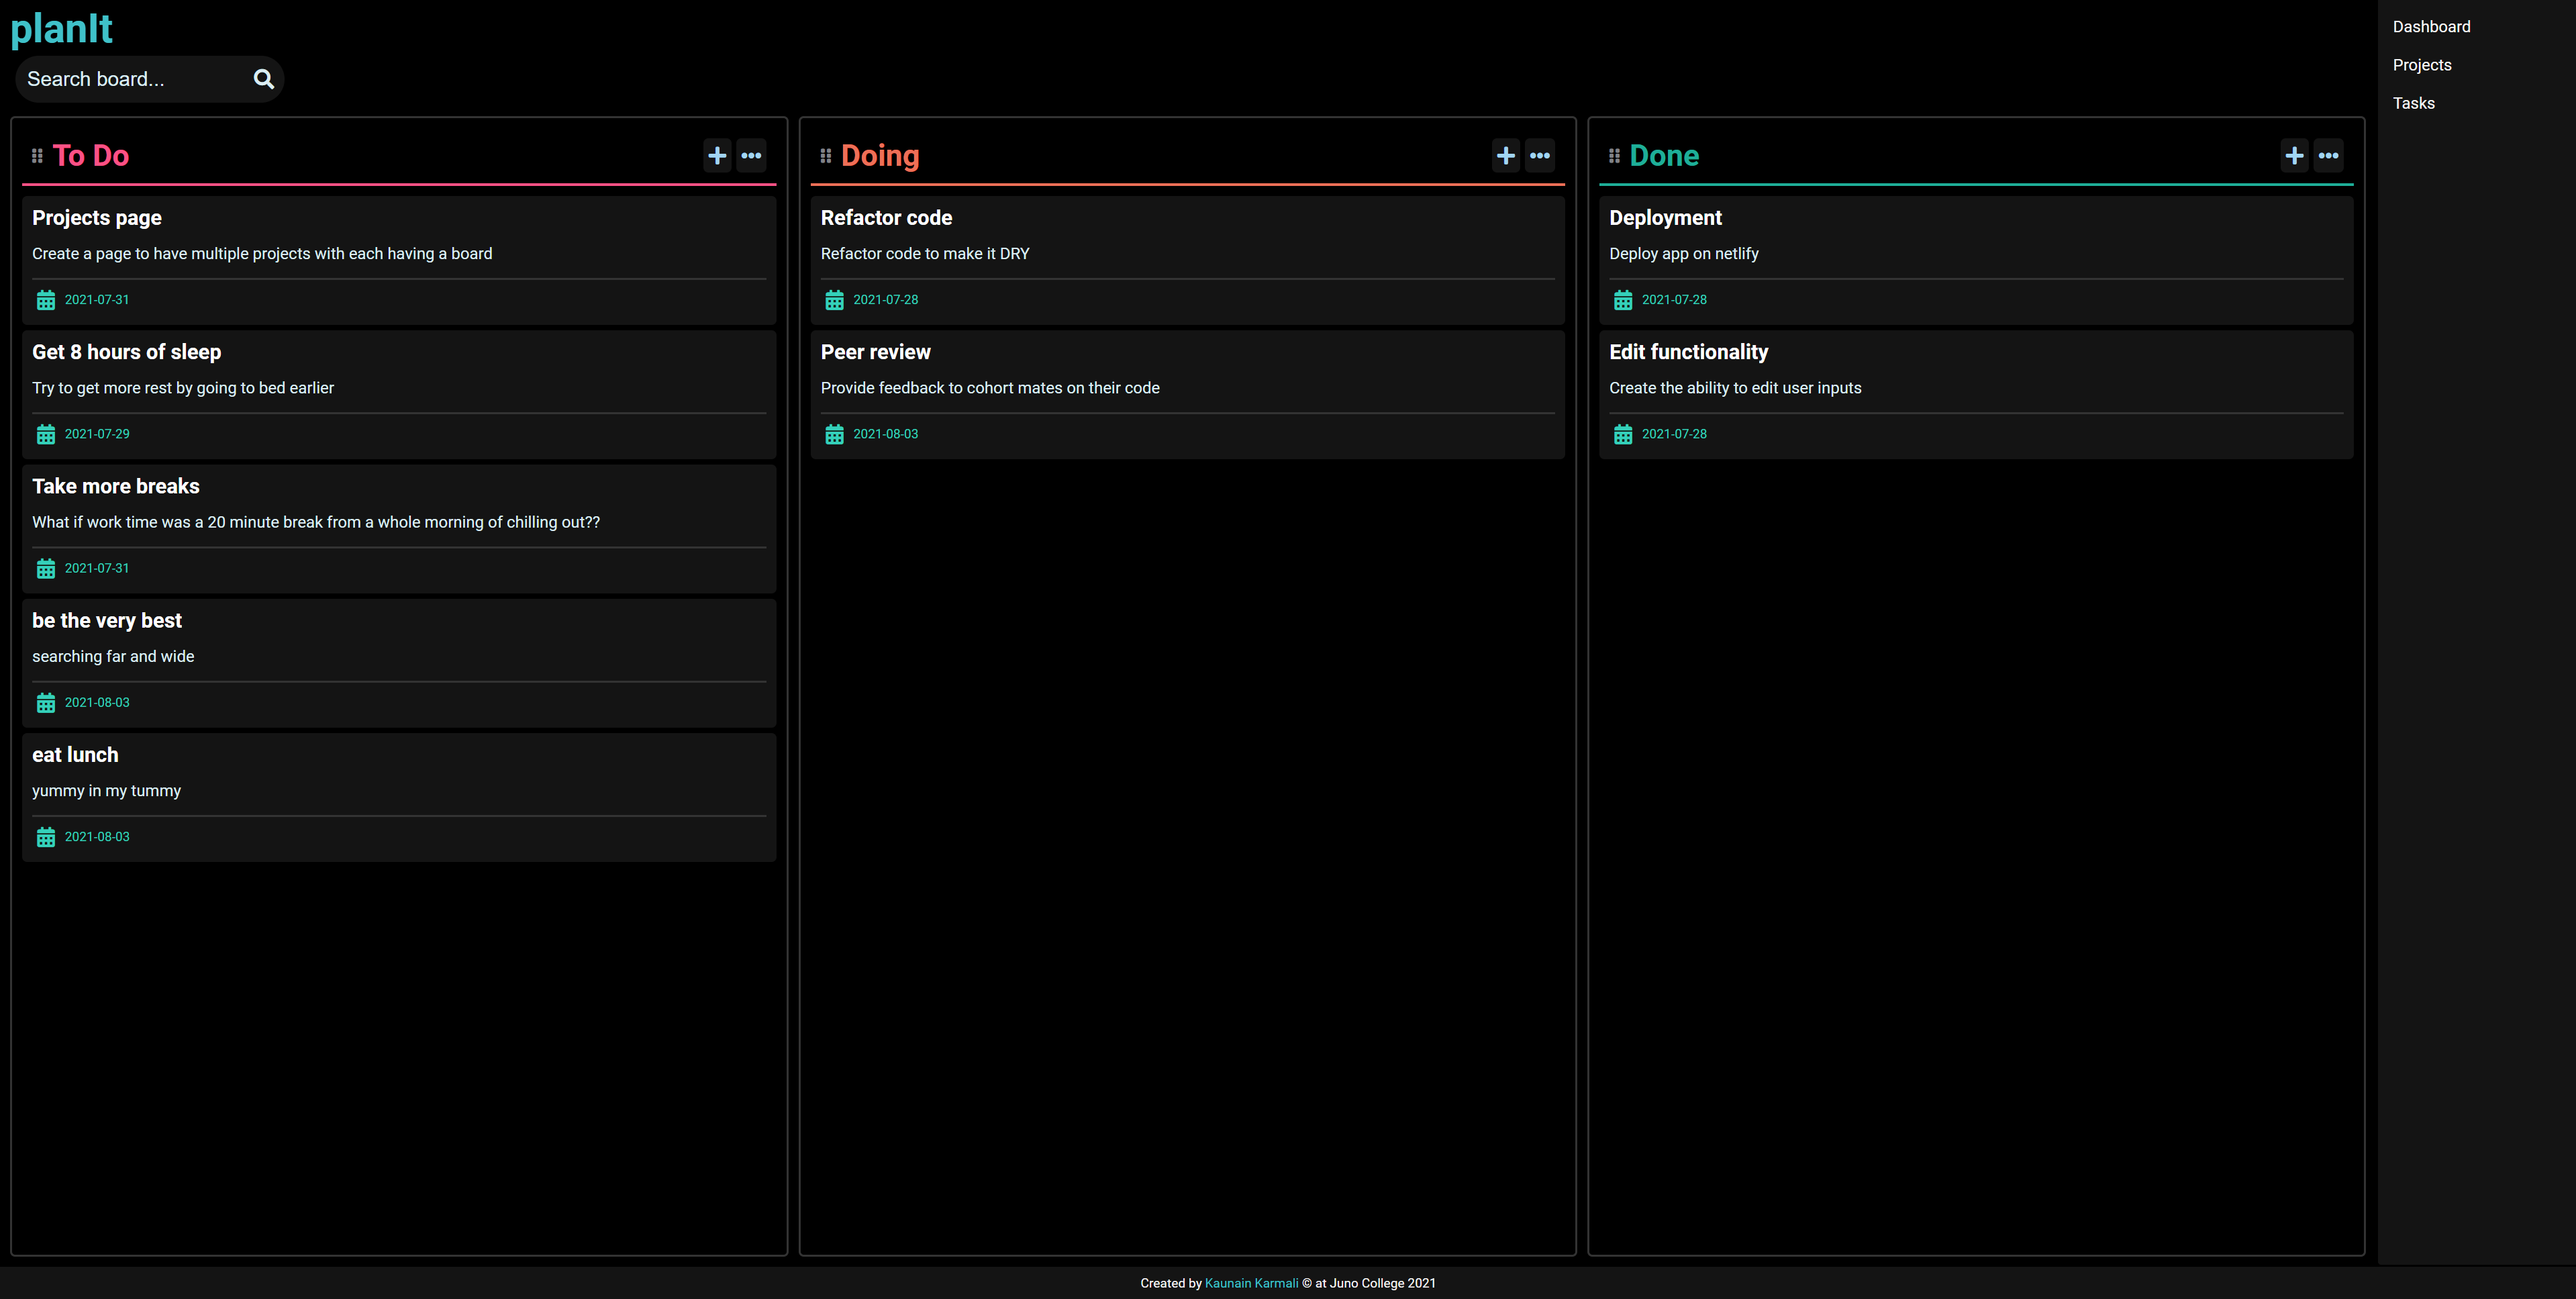 planIt
Search board...
Dashboard
Projects
Tasks
To Do
Projects page
Create a page to have multiple projects with each having a board
2021-07-31
Get 8 hours of sleep
Try to get more rest by going to bed earlier
2021-07-29
Take more breaks
What if work time was a 20 minute break from a whole morning of chilling out??
2021-07-31
be the very best
searching far and wide
2021-08-03
eat lunch
yummy in my tummy
2021-08-03
Doing
Refactor code
Refactor code to make it DRY
2021-07-28
Peer review
Provide feedback to cohort mates on their code
2021-08-03
Done
Deployment
Deploy app on netlify
2021-07-28
Edit functionality
Create the ability to edit user inputs
2021-07-28
Created by Kaunain Karmali © at Juno College 2021